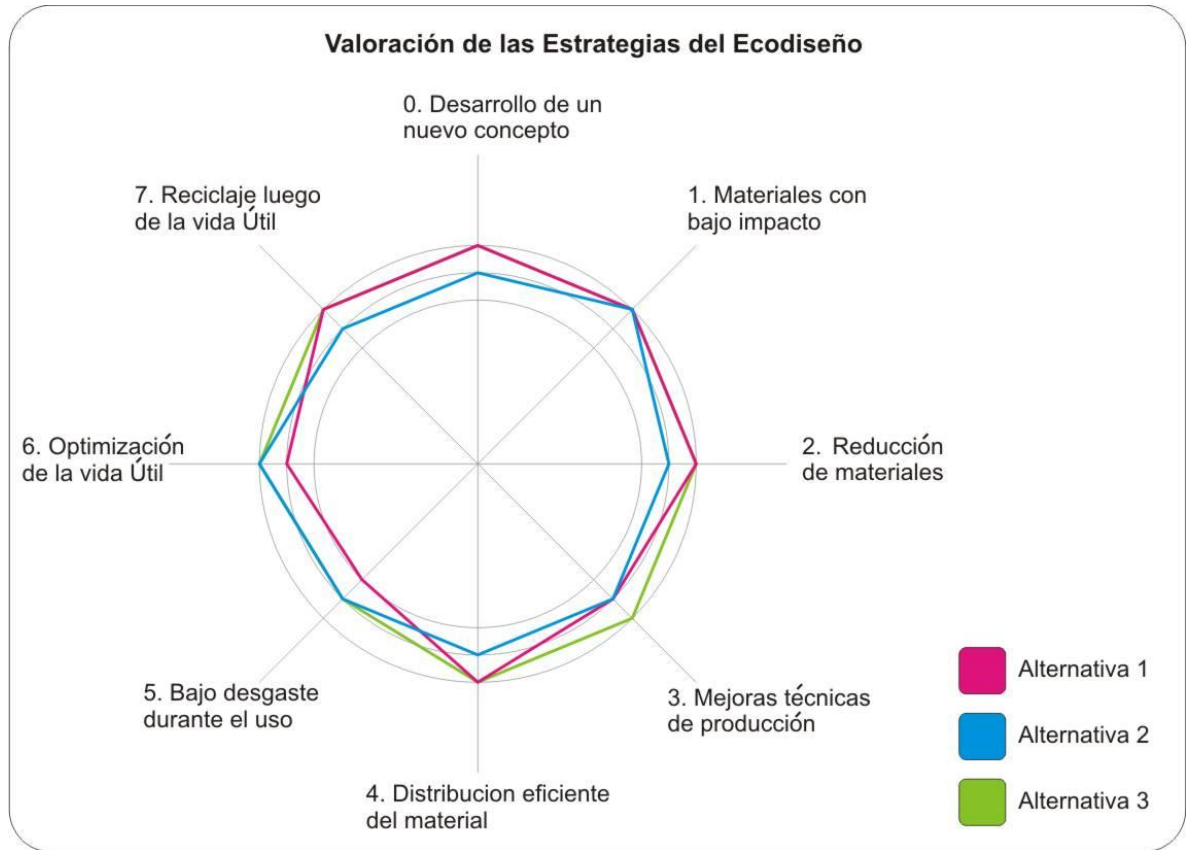 Valoración de las Estrategias del Ecodiseño
0. Desarrollo de un
nuevo concepto
1. Materiales con
bajo impacto
2. Reducción
de materiales
3. Mejoras técnicas
de producción
4. Distribucion eficiente
del material
5. Bajo desgaste
durante el uso
6. Optimización
de la vida Útil
7. Reciclaje luego
de la vida Útil
Alternativa 1
Alternativa 2
Alternativa 3